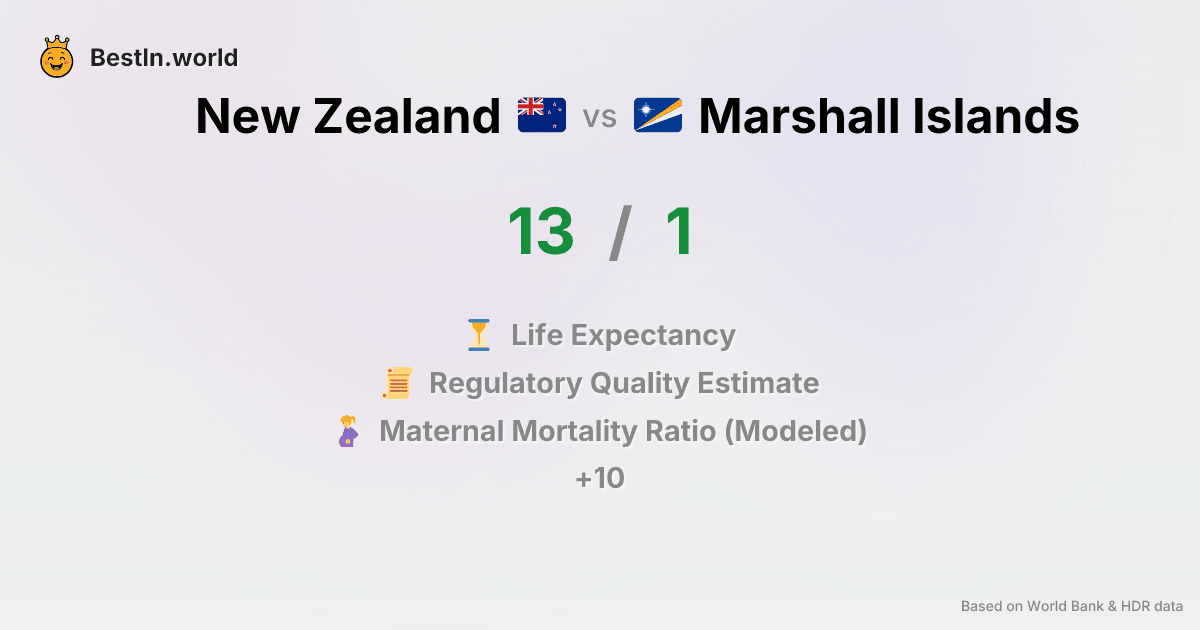 BestIn.world
New Zealand vs Marshall Islands
13 / 1
Life Expectancy
Regulatory Quality Estimate
Maternal Mortality Ratio (Modeled)
+10
Based on World Bank & HDR data